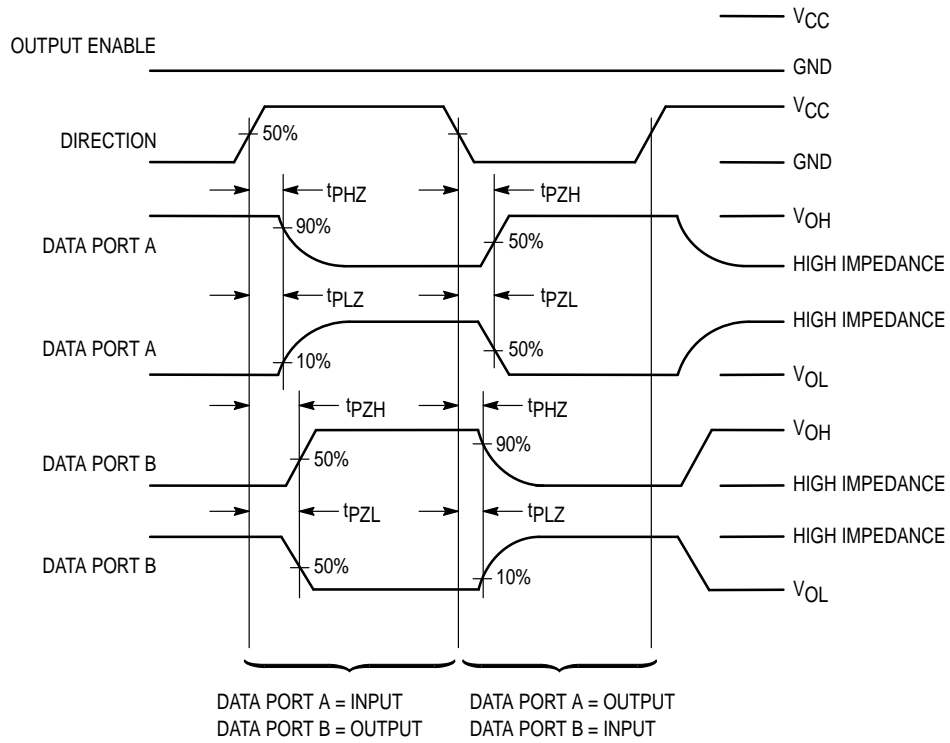 VCC
OUTPUT ENABLE
GND
VCC
DIRECTION
50%
GND
tPHZ
tPZH
VOH
90%
DATA PORT A
50%
HIGH IMPEDANCE
tPLZ
tPZL
HIGH IMPEDANCE
DATA PORT A
50%
10%
VOL
tPZH
tPHZ
VOH
90%
DATA PORT B
50%
HIGH IMPEDANCE
tPZL
tPLZ
HIGH IMPEDANCE
DATA PORT B
50%
10%
VOL
DATA PORT A = INPUT
DATA PORT B = OUTPUT
DATA PORT A = OUTPUT
DATA PORT B = INPUT